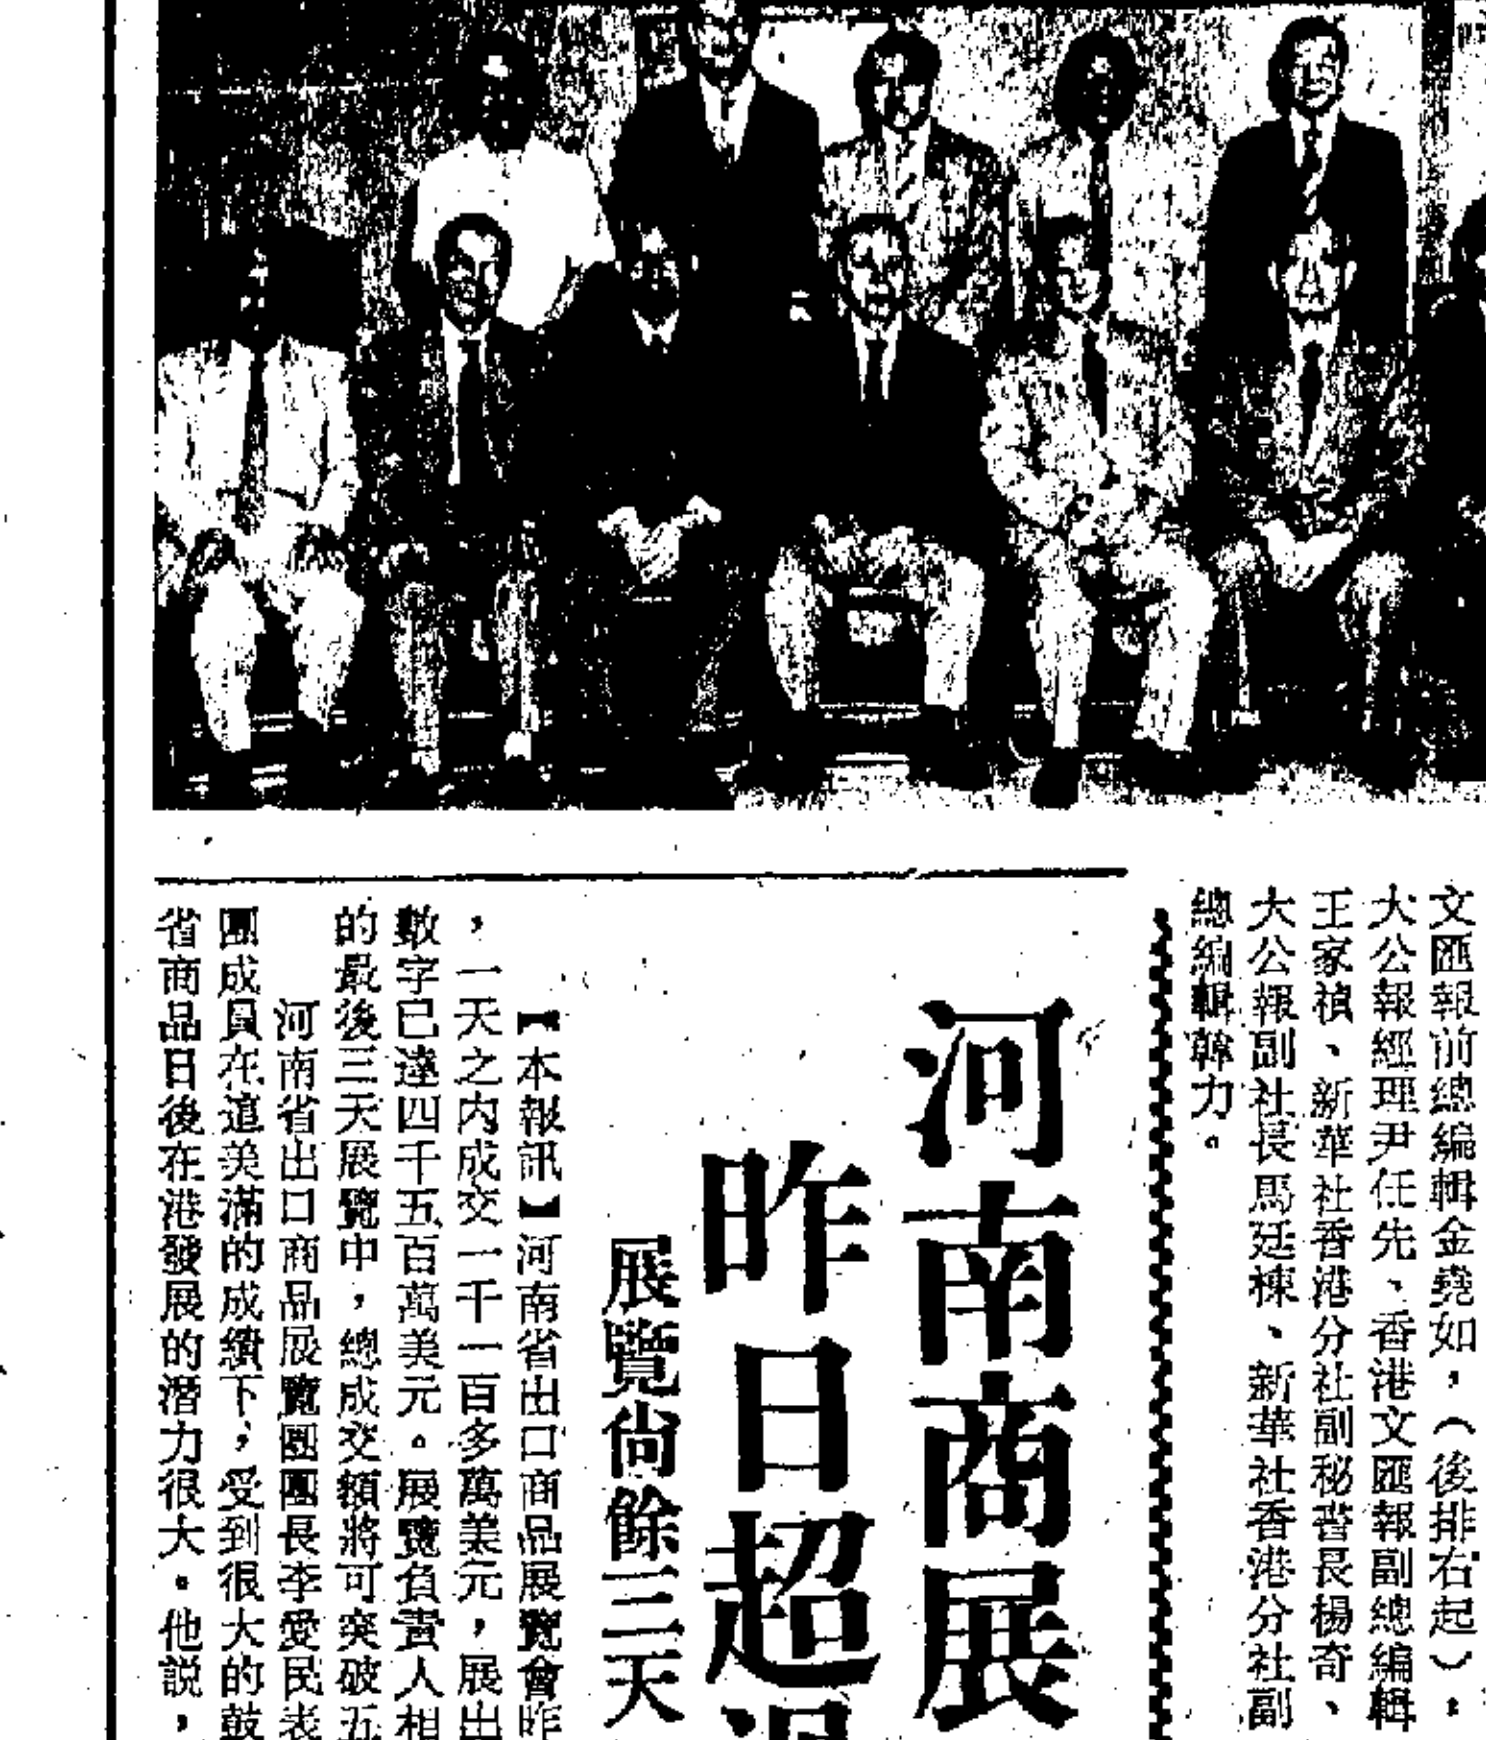 文匯報前總編輯金堯如，（後排右起），
大公報經理尹任先、香港文匯報副總編輯
王家禎、新華社香港分社副秘書長楊奇、
大公報副社長馬廷棟、新華社香港分社副
總編輯韓力。
河南商展
昨日超過
展覽尚餘三天
【本報訊】河南省出口商品展覽會昨
，一天之内成交一千一百多萬美元，展出
數字已達四千五百萬美元。展覽負責人相
的最後三天展覽中，總成交額將可突破五
河南省出口商品展覽團團長李愛民表
團成員在這美滿的成績下，受到很大的鼓
省商品日後在港發展的潛力很大。他説，